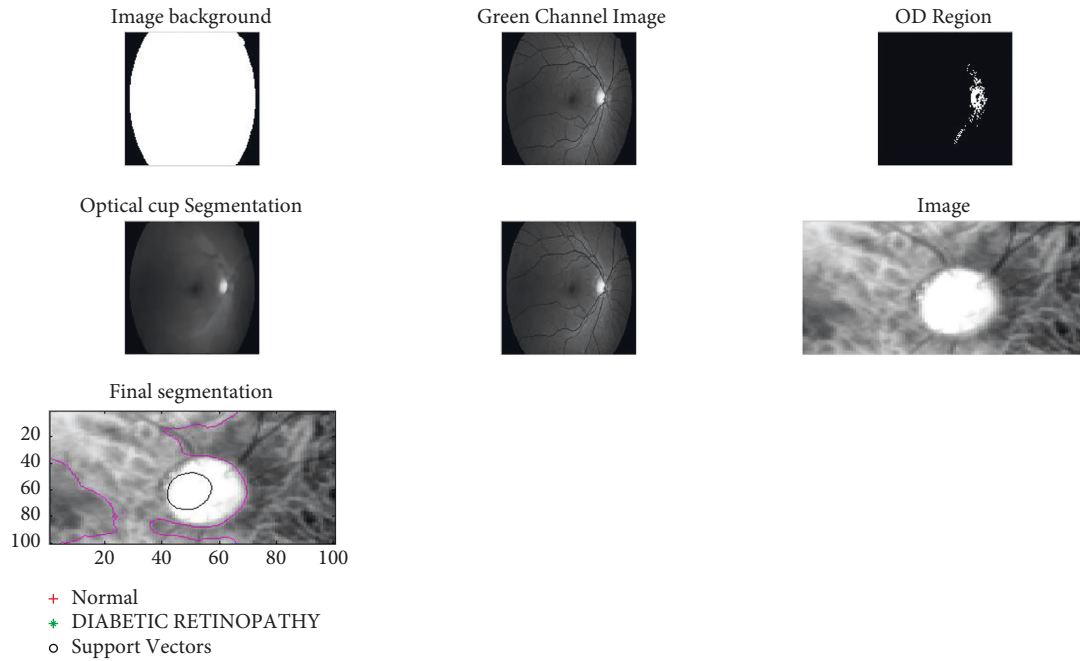 Image background
Green Channel Image
OD Region
Optical cup Segmentation
Image
Final segmentation
20
40
60
80
100
20 40 60 80 100
Normal
DIABETIC RETINOPATHY
Support Vectors